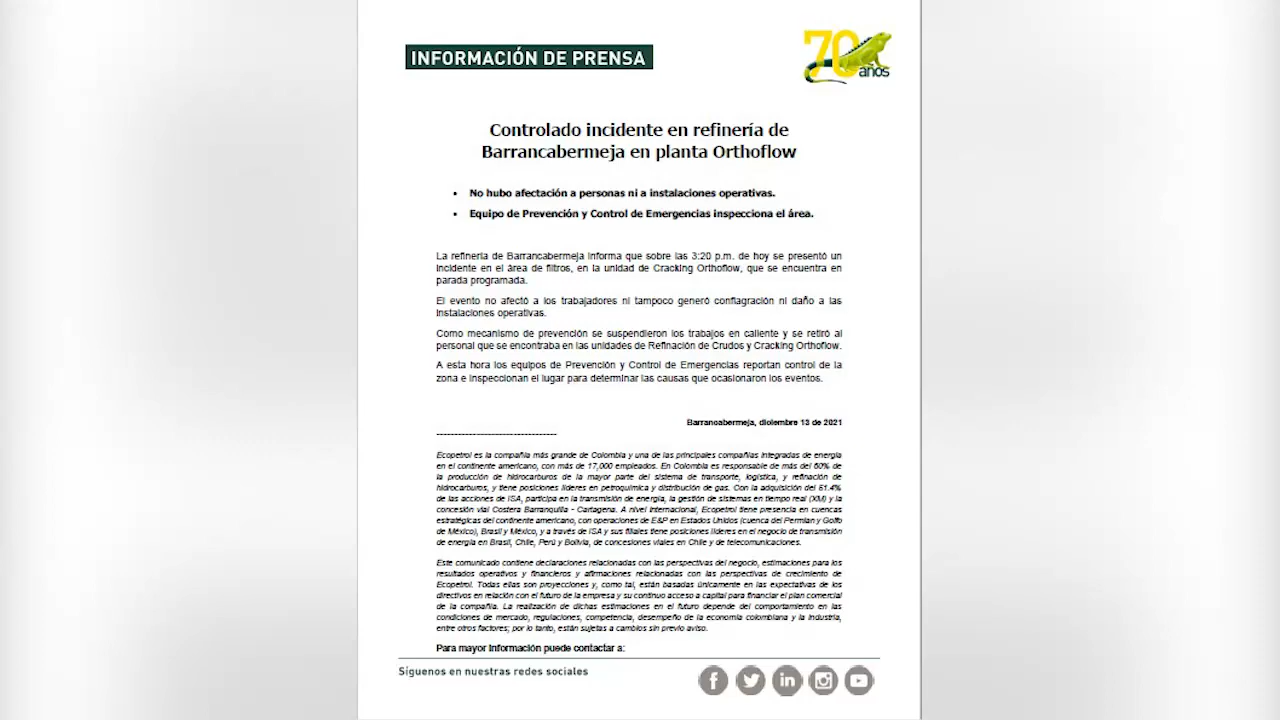 INFORMACIÓN DE PRENSA
70 años
Controlado incidente en refinería de
Barrancabermeja en planta Orthoflow
• No hubo afectación a personas ni a instalaciones operativas.
• Equipo de Prevención y Control de Emergencias inspecciona el área.
La refinería de Barrancabermeja informa que sobre las 3:20 p.m. de hoy se presentó un
incidente en el área de filtros, en la unidad de Cracking Orthoflow, que se encuentra en
parada programada.
El evento no afectó a los trabajadores ni tampoco generó conflagración ni daño a las
instalaciones operativas.
Como mecanismo de prevención se suspendieron los trabajos en caliente y se retiró al
personal que se encontraba en las unidades de Refinación de Crudos y Cracking Orthoflow.
A esta hora los equipos de Prevención y Control de Emergencias reportan control de la
zona e inspeccionan el lugar para determinar las causas que ocasionaron los eventos.
Barrancabermeja, diciembre 13 de 2021
---------------------------------
Ecopetrol es la compañía más grande de Colombia y una de las principales compañías integradas de energía
en el continente americano, con más de 17,000 empleados. En Colombia es responsable de más del 60% de
la producción de hidrocarburos de la mayor parte del sistema de transporte, logística, y refinación de
hidrocarburos, y tiene posiciones líderes en petroquímica y distribución de gas. Con la adquisición del 51.4%
de las acciones de ISA, participa en la transmisión de energía, la gestión de sistemas en tiempo real (XM) y la
concesión vial Costera Barranquilla - Cartagena. A nivel internacional, Ecopetrol tiene presencia en cuencas
estratégicas del continente americano, con operaciones de E&P en Estados Unidos (cuenca del Permian y Golfo
de México), Brasil y México, y a través de ISA y sus filiales tiene posiciones líderes en el negocio de transmisión
de energía en Brasil, Chile, Perú y Bolivia, de concesiones viales en Chile y de telecomunicaciones.
Este comunicado contiene declaraciones relacionadas con las perspectivas del negocio, estimaciones para los
resultados operativos y financieros y afirmaciones relacionadas con las perspectivas de crecimiento de
Ecopetrol. Todas ellas son proyecciones y, como tal, están basadas únicamente en las expectativas de los
directivos en relación con el futuro de la empresa y su continuo acceso a capital para financiar el plan comercial
de la compañía. La realización de dichas estimaciones en el futuro depende del comportamiento en las
condiciones de mercado, regulaciones, competencia, desempeño de la economía colombiana y la industria,
entre otros factores; por lo tanto, están sujetas a cambios sin previo aviso.
Para mayor información puede contactar a:
Síguenos en nuestras redes sociales